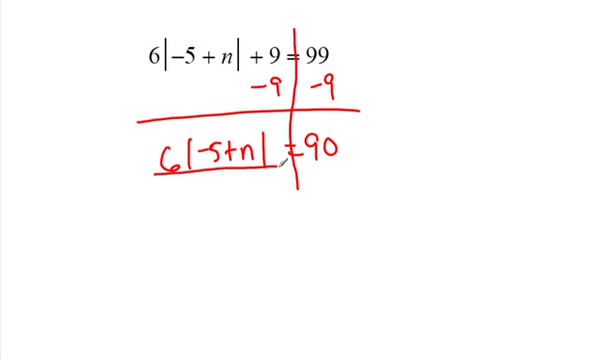 6|−5 + n| + 9 = 99
−9 −9
6|−5+n| = 90